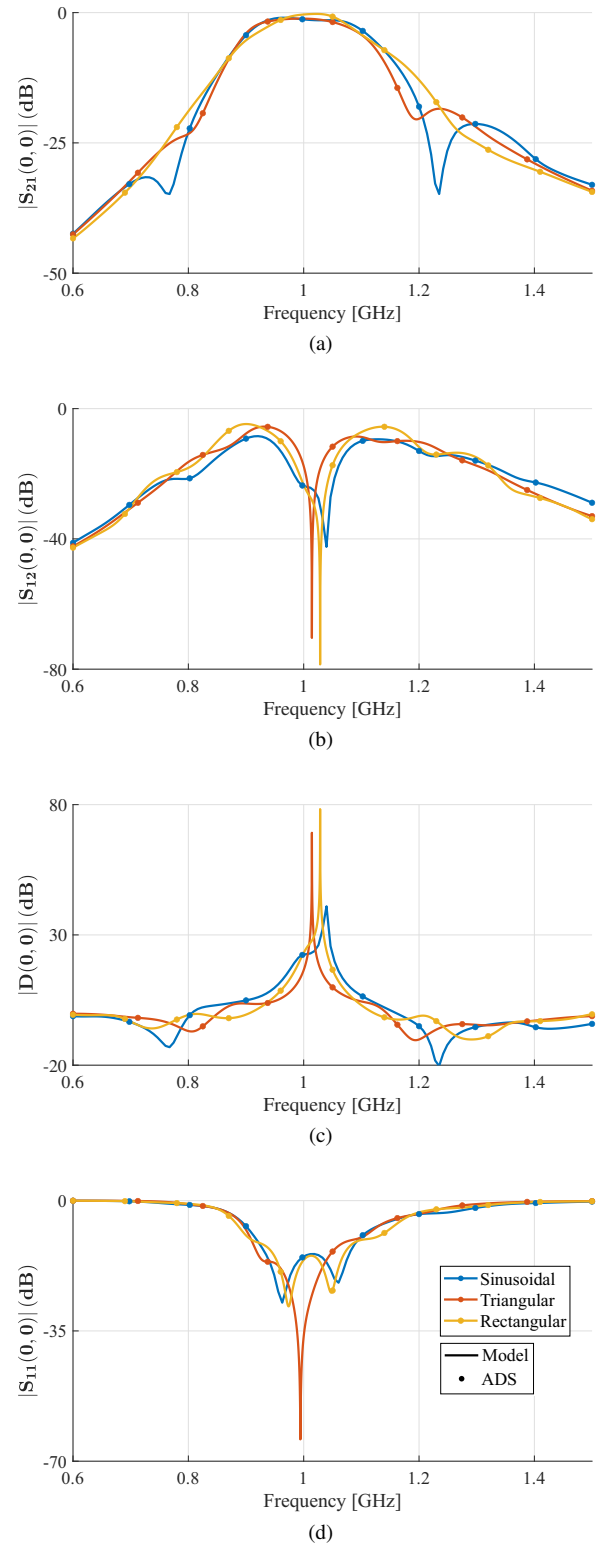 0
-25
-50
|S21(0, 0)| (dB)
0.6 0.8 1 1.2 1.4
Frequency [GHz]
(a)
0
-40
-80
|S12(0, 0)| (dB)
0.6 0.8 1 1.2 1.4
Frequency [GHz]
(b)
80
30
-20
|D(0, 0)| (dB)
0.6 0.8 1 1.2 1.4
Frequency [GHz]
(c)
0
-35
-70
|S11(0, 0)| (dB)
Sinusoidal
Triangular
Rectangular
Model
ADS
0.6 0.8 1 1.2 1.4
Frequency [GHz]
(d)